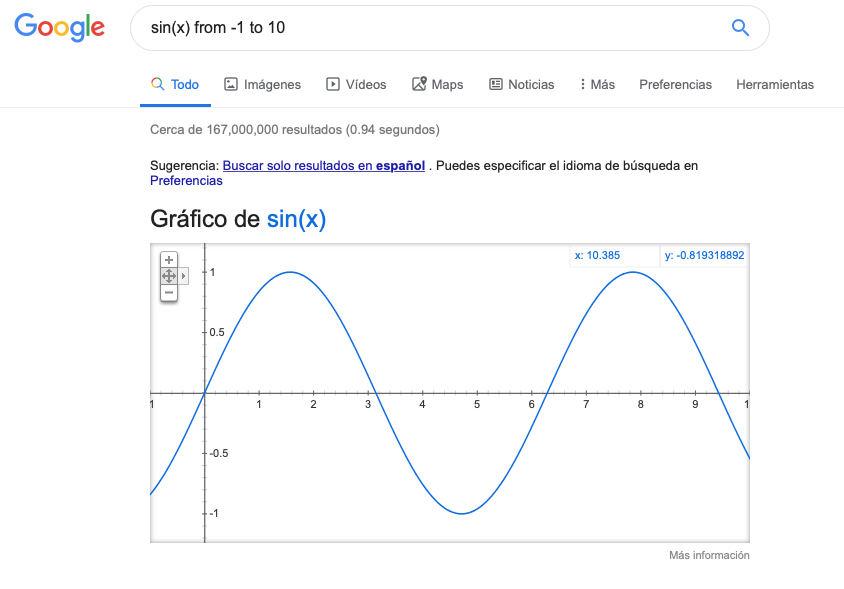 Google
sin(x) from -1 to 10
Todo Imágenes Vídeos Maps Noticias Más Preferencias Herramientas
Cerca de 167,000,000 resultados (0.94 segundos)
Sugerencia: Buscar solo resultados en español . Puedes especificar el idioma de búsqueda en
Preferencias
Gráfico de sin(x)
x: 10.385 y: -0.819318892
+
−
1
0.5
1 1 2 3 4 5 6 7 8 9 1
-0.5
-1
Más información